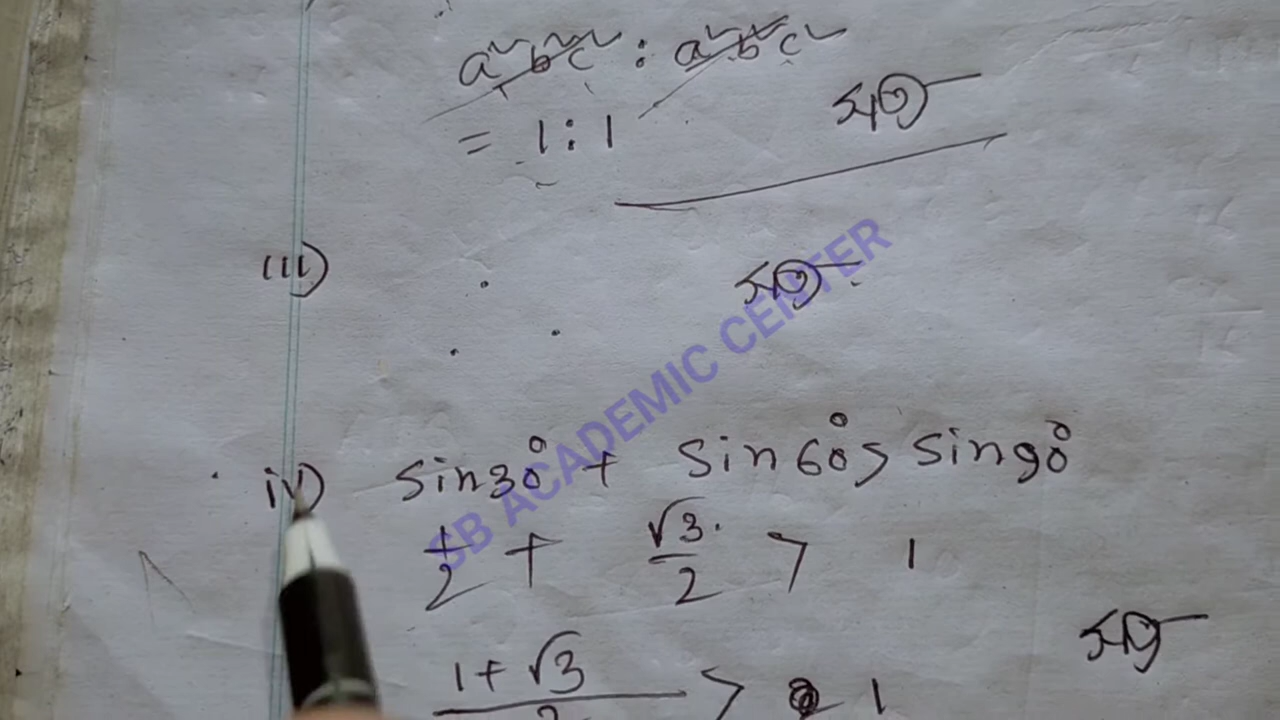 a²b²c² : a²b²c²
= 1:1 সত্য
iii) সত্য
iv) sin30° + sin60° > sin90°
1/2 + √3/2 > 1
সত্য
1+√3/2 > 1
SB ACADEMIC CENTER